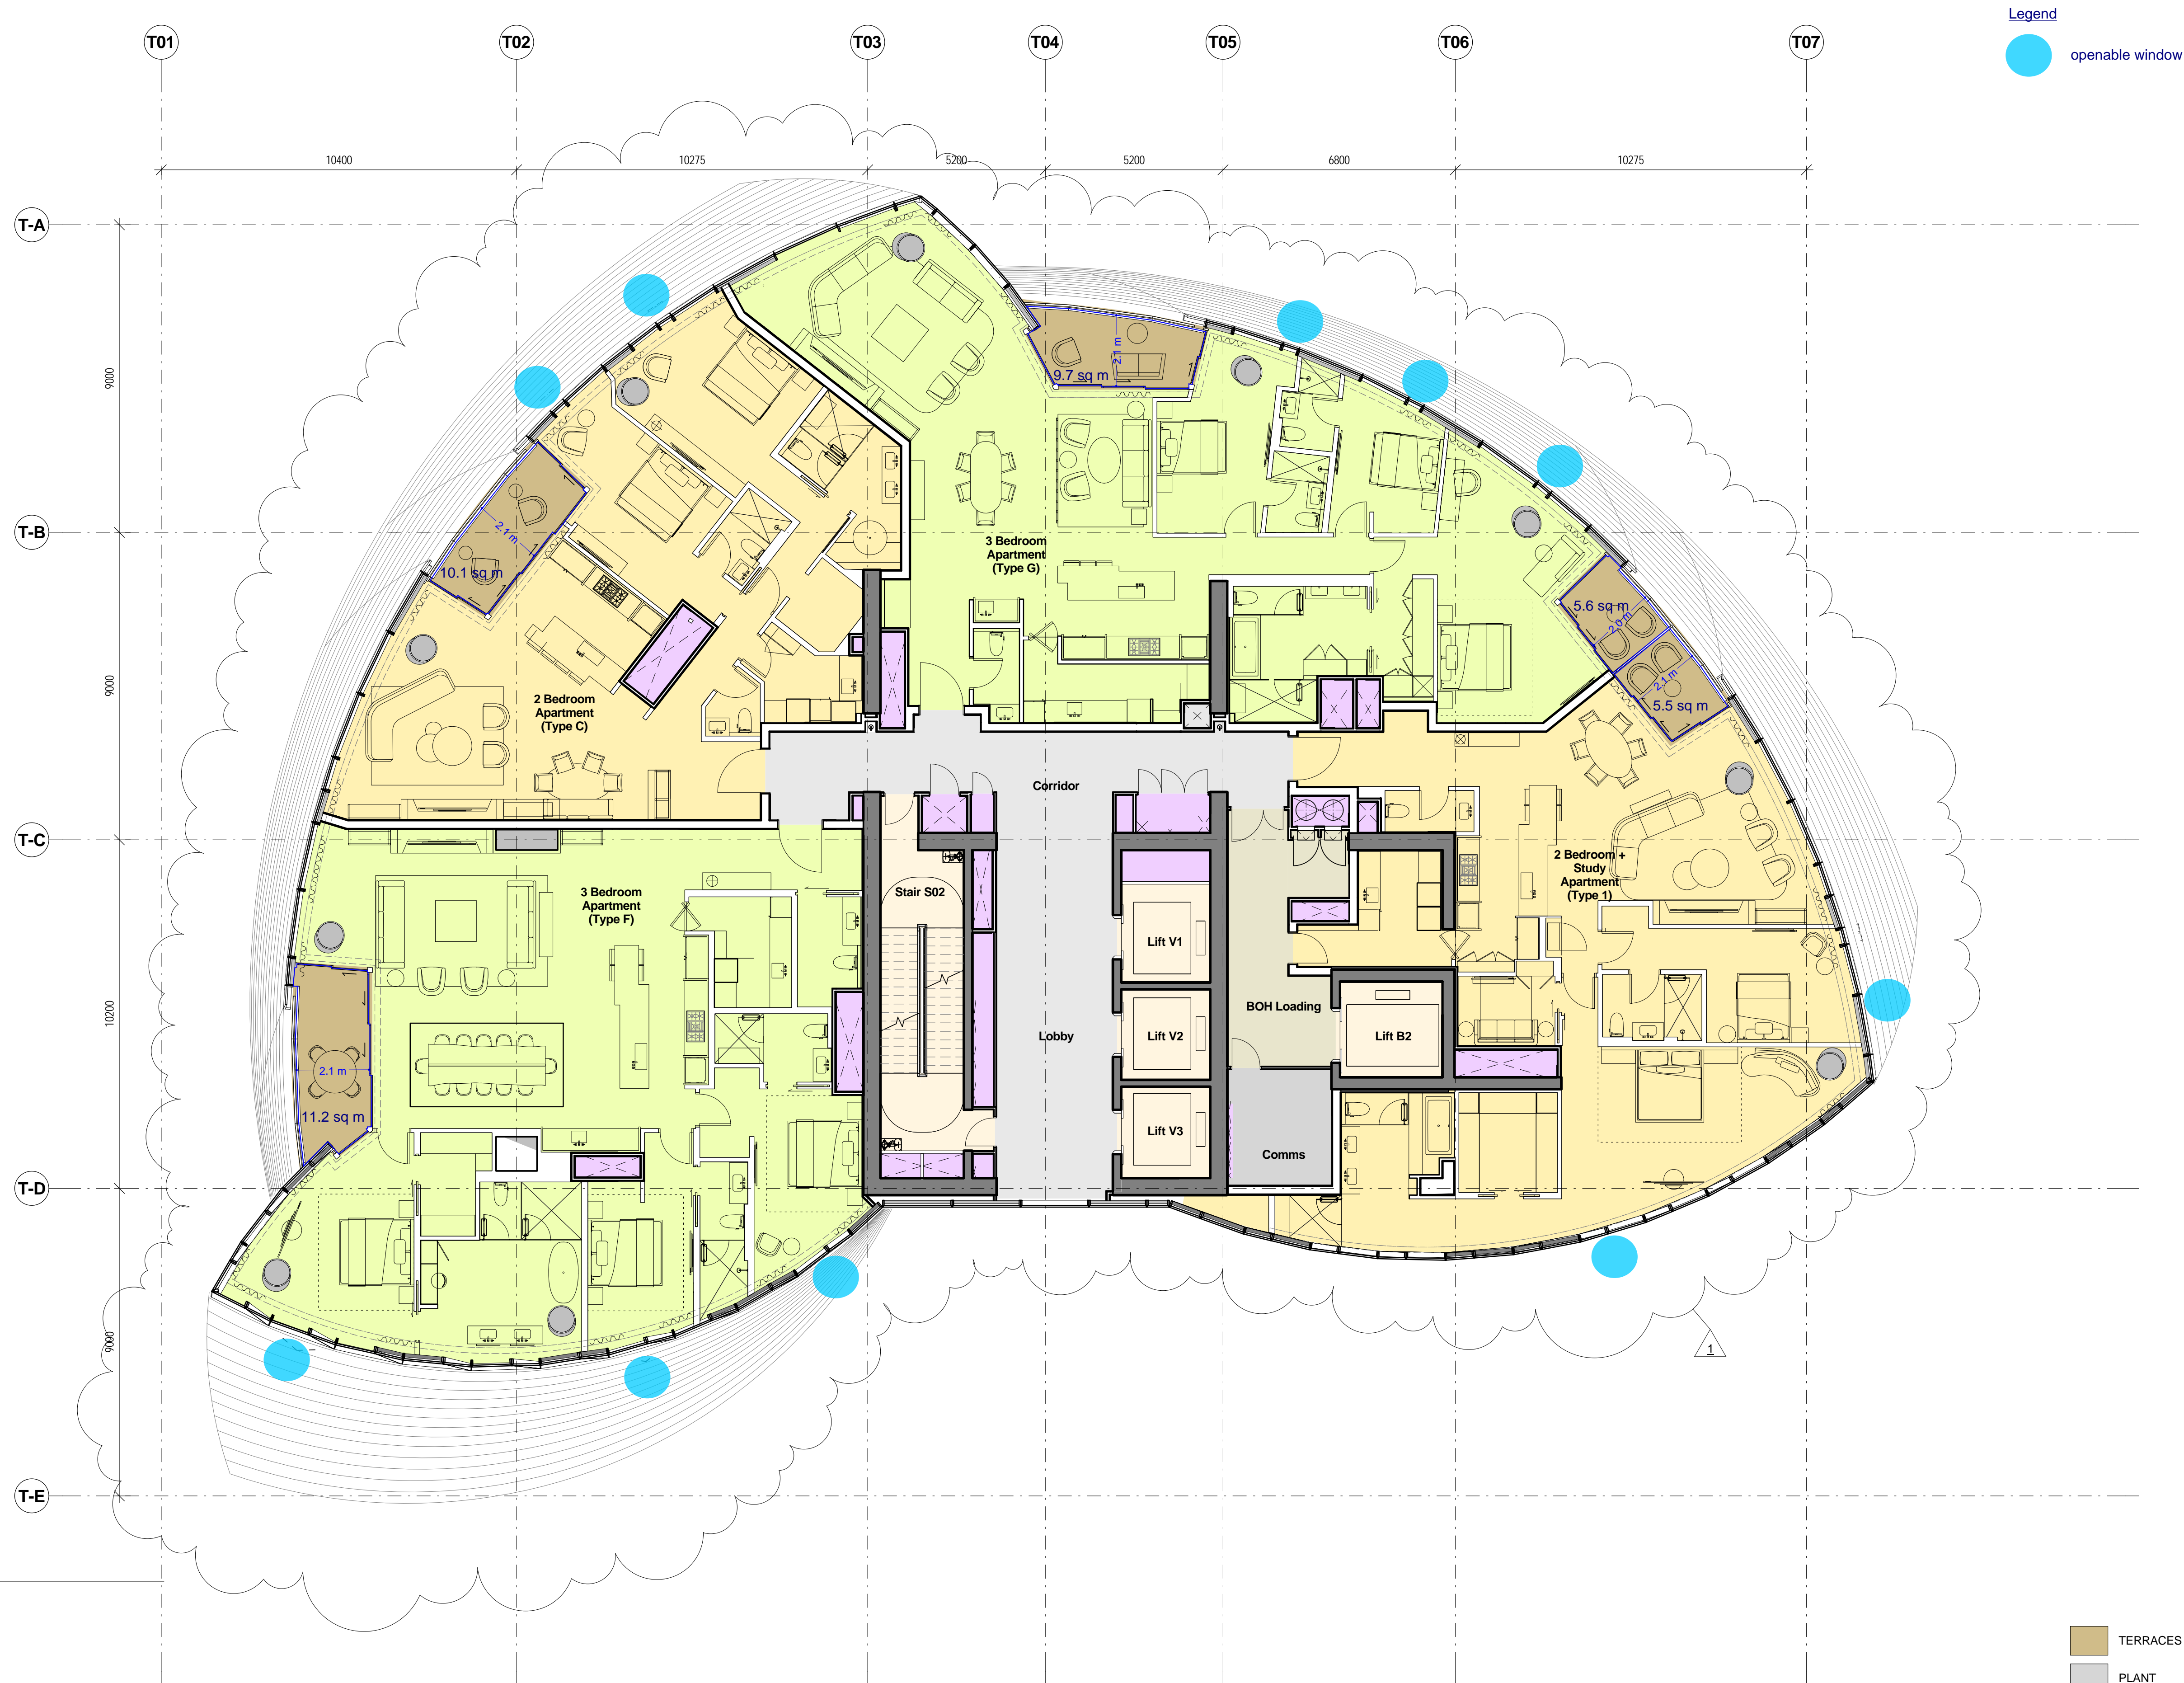 Legend
openable window
T01
T02
T03
T04
T05
T06
T07
10400
10275
5200
5200
6800
10275
T-A
9000
2.1 m
9.7 sq m
T-B
2.1 m
10.1 sq m
3 Bedroom
Apartment
(Type G)
5.6 sq m
2.0 m
2.1 m
5.5 sq m
9000
2 Bedroom
Apartment
(Type C)
Corridor
T-C
3 Bedroom
Apartment
(Type F)
Stair S02
2 Bedroom +
Study
Apartment
(Type 1)
Lift V1
10200
BOH Loading
Lobby
Lift V2
Lift B2
2.1 m
11.2 sq m
Lift V3
Comms
T-D
9000
1
T-E
TERRACES
PLANT